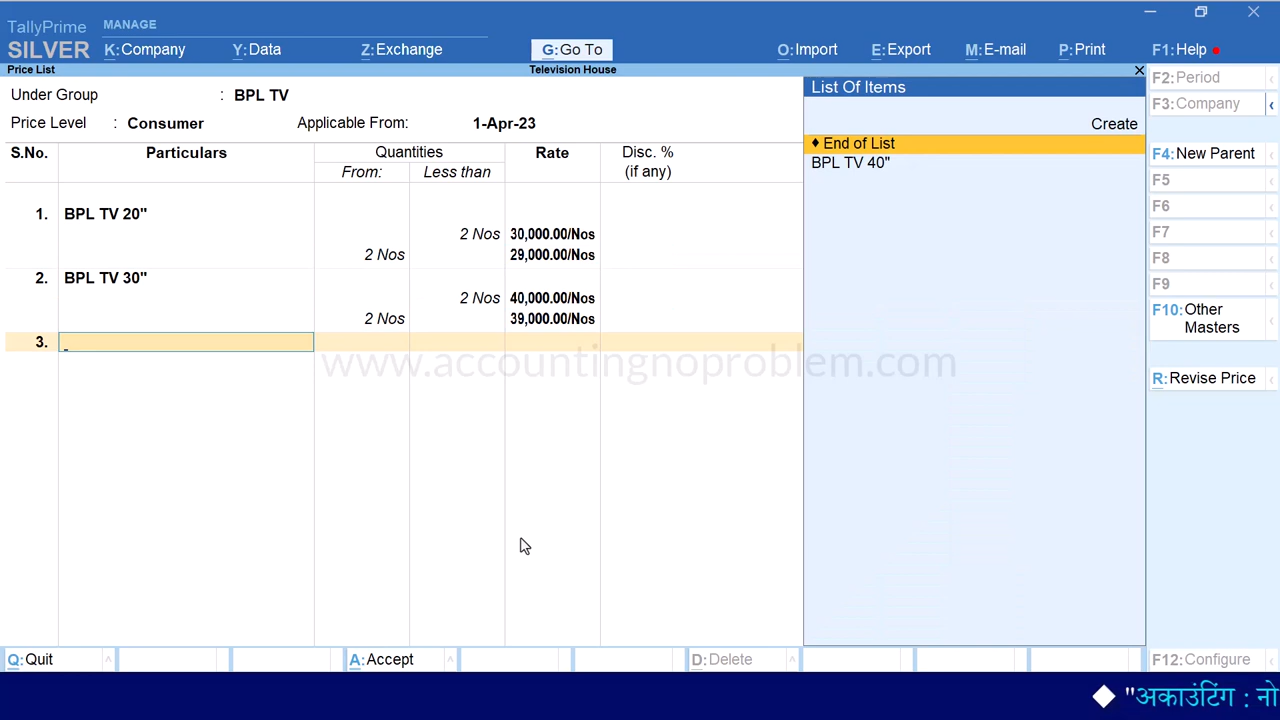 TallyPrime
MANAGE
SILVER
K:Company
Y:Data
Z:Exchange
G:Go To
O:Import
E:Export
M:E-mail
P:Print
F1:Help
Price List
Television House
Under Group : BPL TV
Price Level : Consumer
Applicable From: 1-Apr-23
S.No. Particulars Quantities Rate Disc. %
From: Less than (if any)
1. BPL TV 20"
2 Nos 30,000.00/Nos
2 Nos 29,000.00/Nos
2. BPL TV 30"
2 Nos 40,000.00/Nos
2 Nos 39,000.00/Nos
3.
www.accountingnoproblem.com
List Of Items
Create
♦ End of List
BPL TV 40"
F2:Period
F3:Company
F4:New Parent
F5
F6
F7
F8
F9
F10:Other
Masters
R:Revise Price
Q:Quit
A:Accept
D:Delete
F12:Configure
"अकाउंटिंग : नो